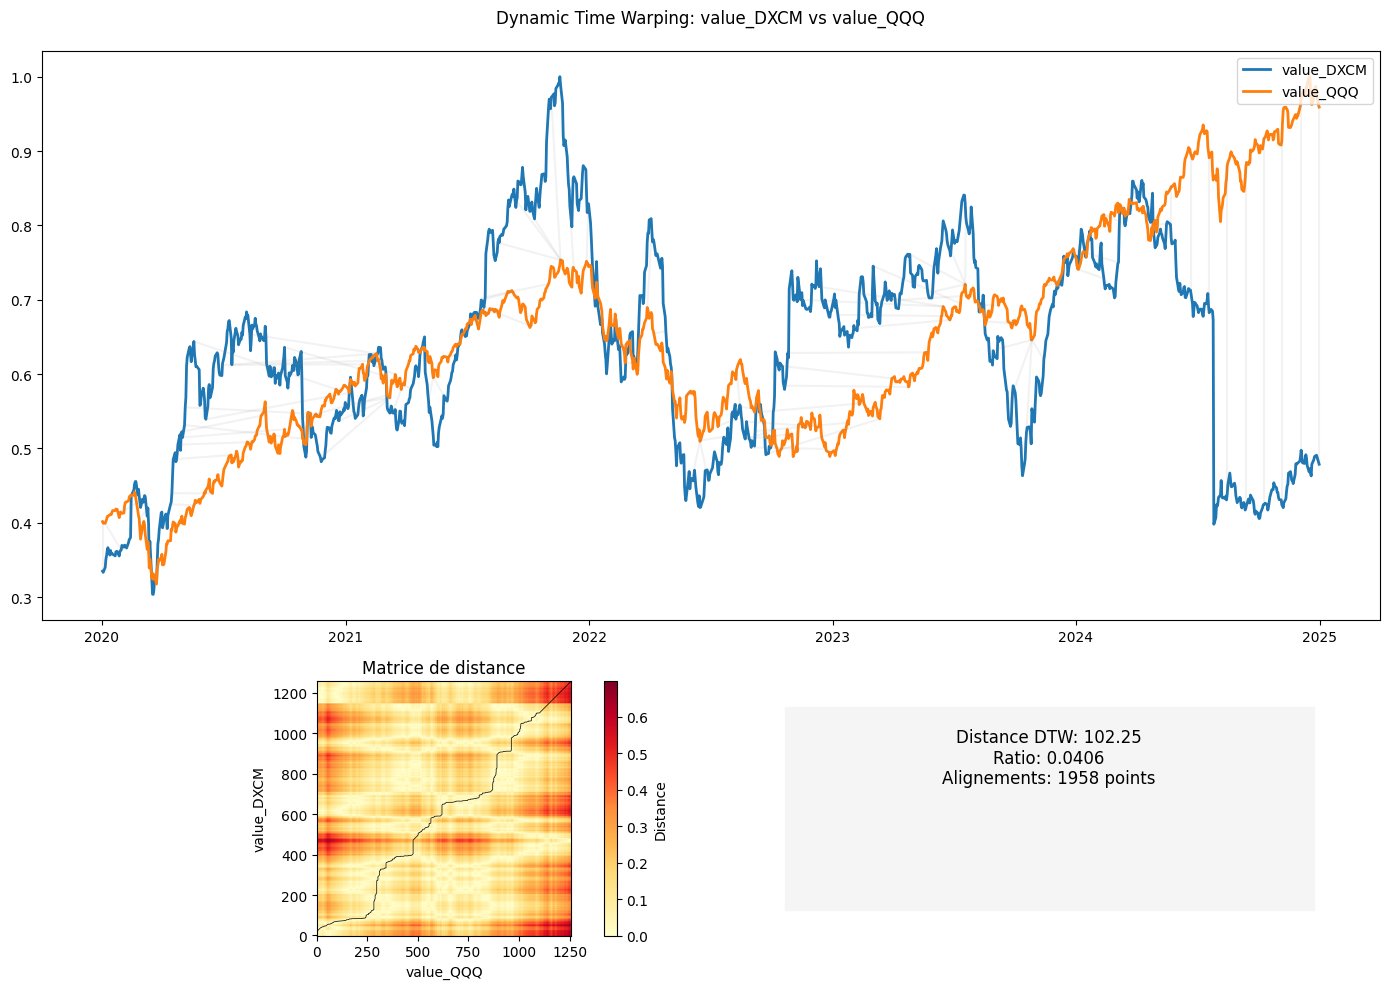 Dynamic Time Warping: value_DXCM vs value_QQQ
value_DXCM
value_QQQ
1.0
0.9
0.8
0.7
0.6
0.5
0.4
0.3
2020 2021 2022 2023 2024 2025
Matrice de distance
value_DXCM
1200
1000
800
600
400
200
0
0 250 500 750 1000 1250
value_QQQ
0.6
0.5
0.4
0.3
0.2
0.1
0.0
Distance
Distance DTW: 102.25
Ratio: 0.0406
Alignements: 1958 points